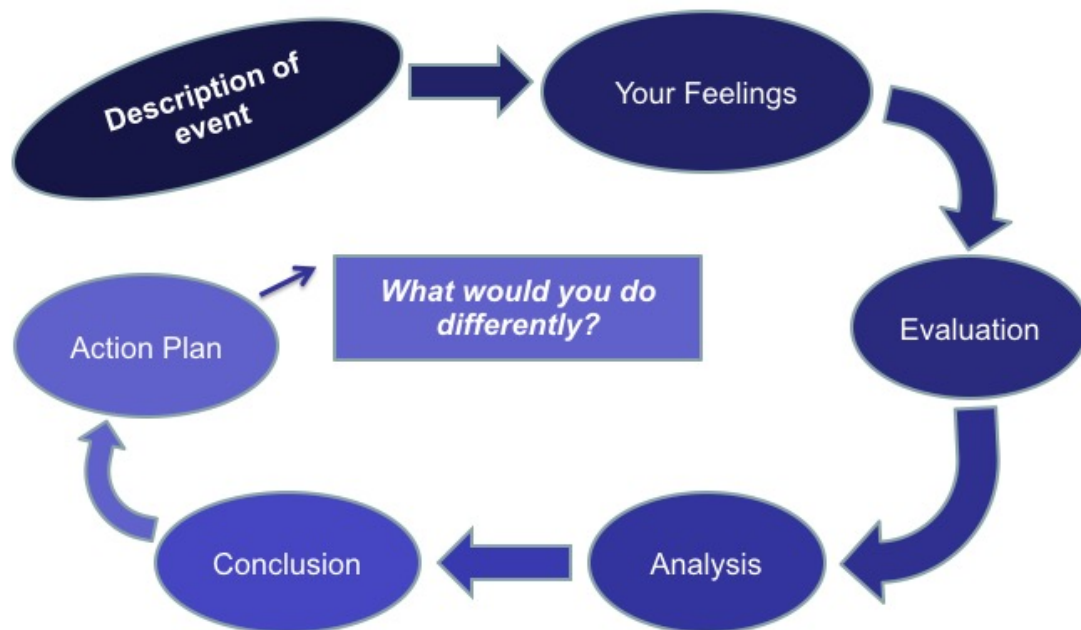 Description of
event
Your Feelings
Evaluation
Analysis
Conclusion
Action Plan
What would you do
differently?